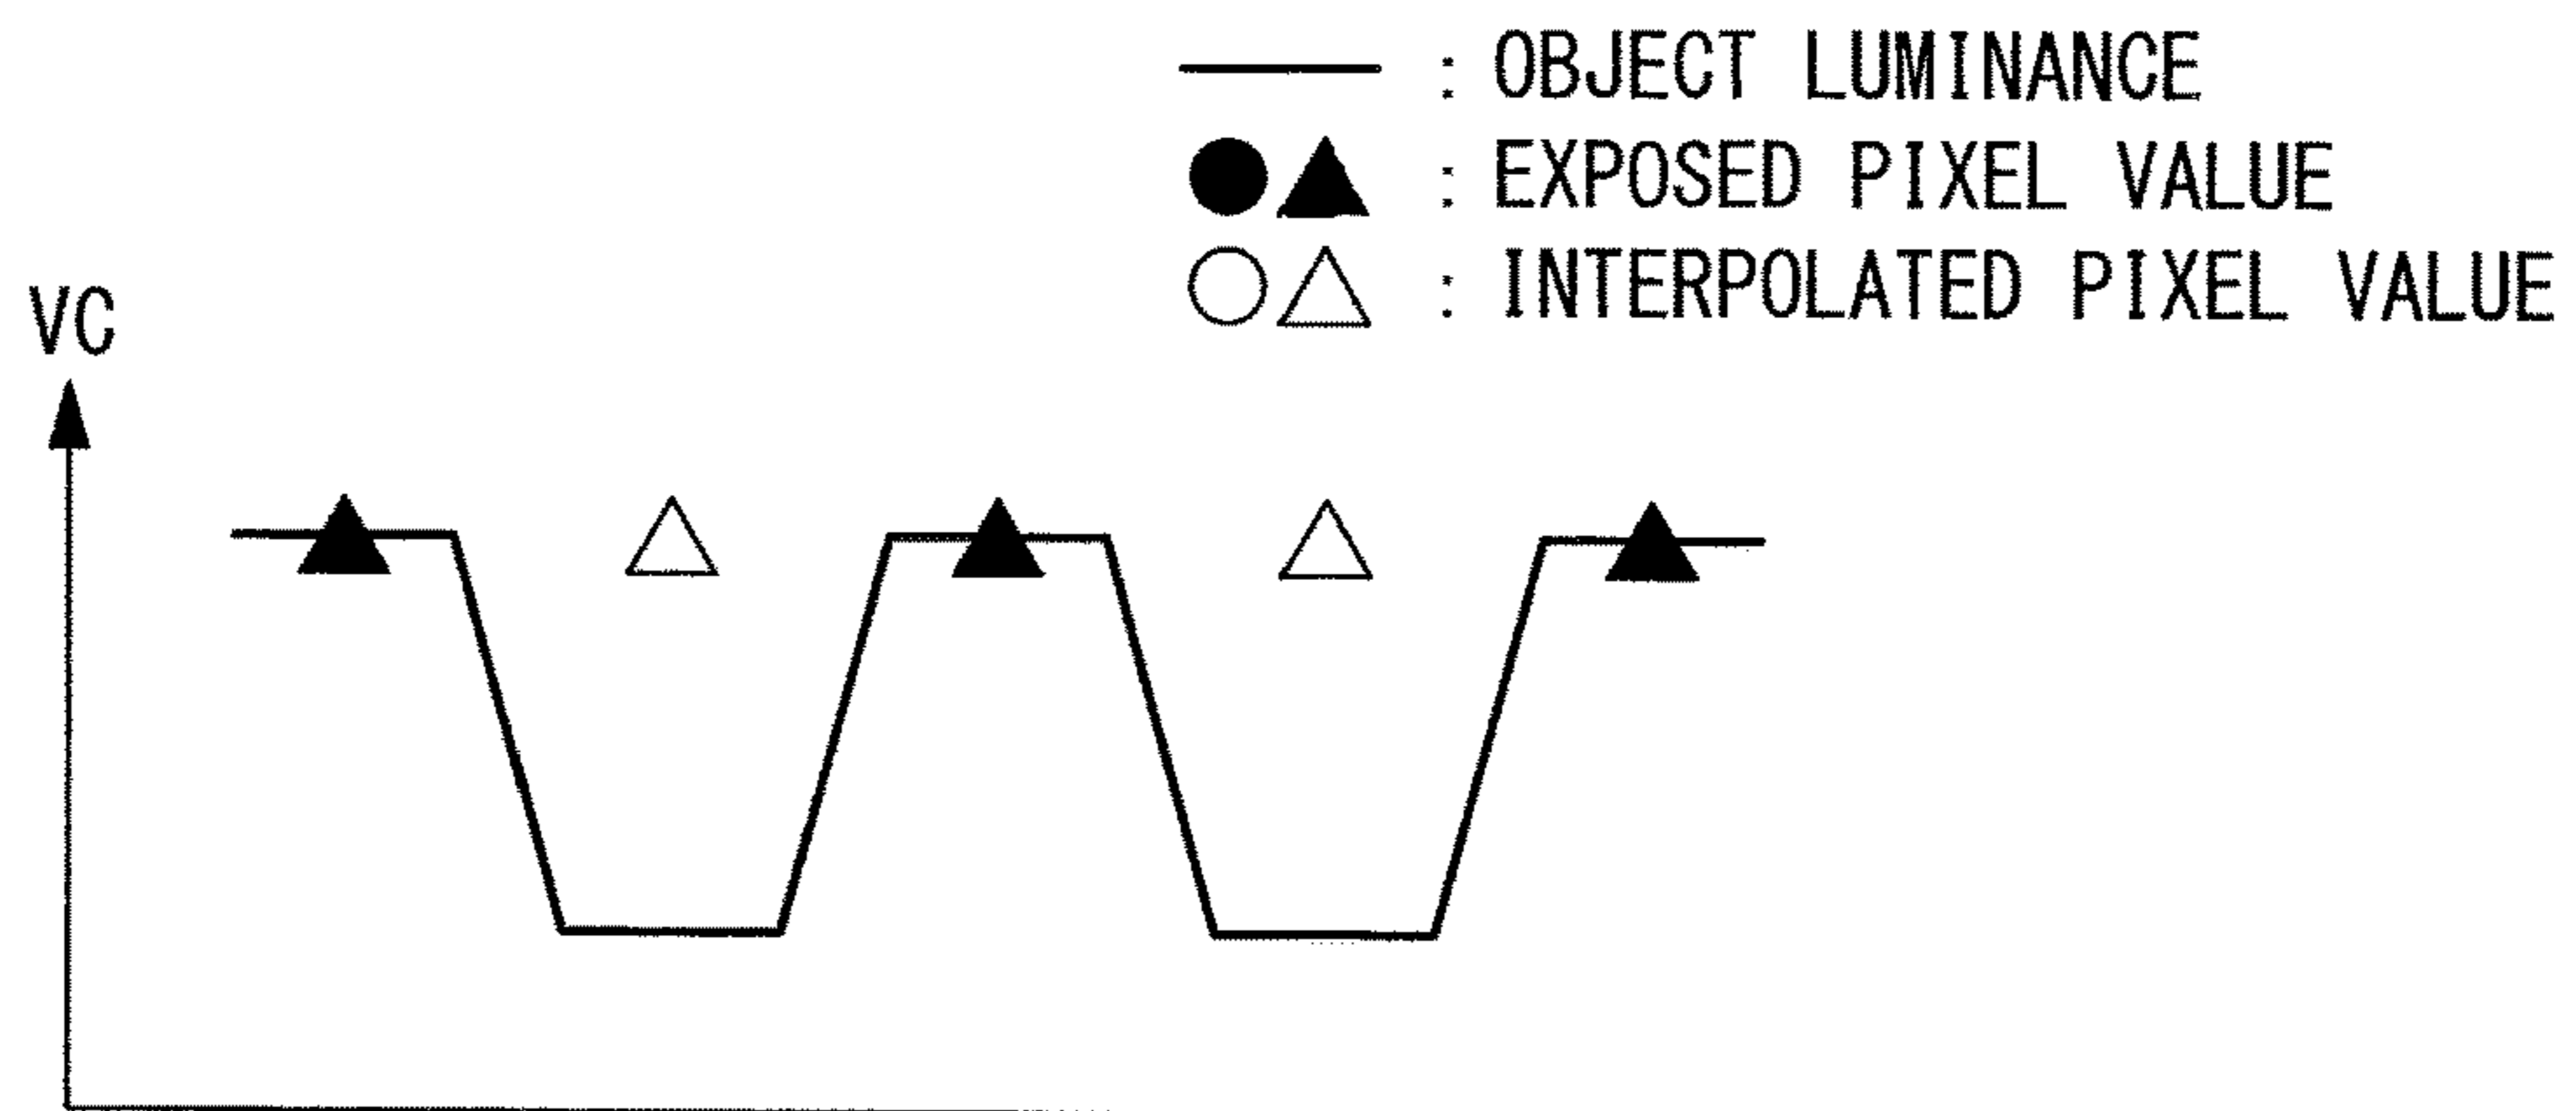 : OBJECT LUMINANCE
: EXPOSED PIXEL VALUE
: INTERPOLATED PIXEL VALUE
VC